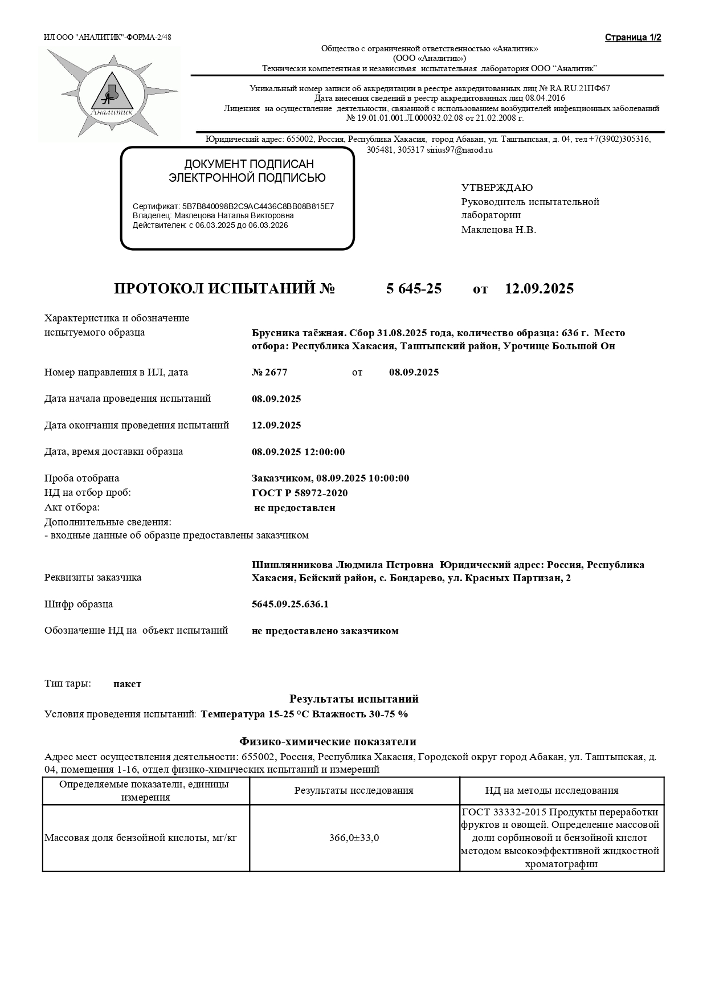 ИЛ ООО "АНАЛИТИК"-ФОРМА-2/48
Страница 1/2
Аналитик
Общество с ограниченной ответственностью «Аналитик»
(ООО «Аналитик»)
Технически компетентная и независимая испытательная лаборатория ООО “Аналитик”
Уникальный номер записи об аккредитации в реестре аккредитованных лиц № RA.RU.21ПФ67
Дата внесения сведений в реестр аккредитованных лиц 08.04.2016
Лицензия на осуществление деятельности, связанной с использованием возбудителей инфекционных заболеваний
№ 19.01.01.001.Л.000032.02.08 от 21.02.2008 г.
Юридический адрес: 655002, Россия, Республика Хакасия, город Абакан, ул. Таштыпская, д. 04, тел +7(3902)305316,
305481, 305317 sirius97@narod.ru
ДОКУМЕНТ ПОДПИСАН
ЭЛЕКТРОННОЙ ПОДПИСЬЮ
Сертификат: 5B7B840098B2C9AC4436C8BB08B815E7
Владелец: Маклецова Наталья Викторовна
Действителен: с 06.03.2025 до 06.03.2026
УТВЕРЖДАЮ
Руководитель испытательной
лаборатории
Маклецова Н.В.
ПРОТОКОЛ ИСПЫТАНИЙ № 5 645-25 от 12.09.2025
Характеристика и обозначение
испытуемого образца
Брусника таёжная. Сбор 31.08.2025 года, количество образца: 636 г. Место
отбора: Республика Хакасия, Таштыпский район, Урочище Большой Он
Номер направления в ИЛ, дата № 2677 от 08.09.2025
Дата начала проведения испытаний 08.09.2025
Дата окончания проведения испытаний 12.09.2025
Дата, время доставки образца 08.09.2025 12:00:00
Проба отобрана Заказчиком, 08.09.2025 10:00:00
НД на отбор проб: ГОСТ Р 58972-2020
Акт отбора: не предоставлен
Дополнительные сведения:
- входные данные об образце предоставлены заказчиком
Реквизиты заказчика
Шишлянникова Людмила Петровна Юридический адрес: Россия, Республика
Хакасия, Бейский район, с. Бондарево, ул. Красных Партизан, 2
Шифр образца 5645.09.25.636.1
Обозначение НД на объект испытаний не предоставлено заказчиком
Тип тары: пакет
Результаты испытаний
Условия проведения испытаний: Температура 15-25 °С Влажность 30-75 %
Физико-химические показатели
Адрес мест осуществления деятельности: 655002, Россия, Республика Хакасия, Городской округ город Абакан, ул. Таштыпская, д.
04, помещения 1-16, отдел физико-химических испытаний и измерений
Определяемые показатели, единицы
измерения
Результаты исследования
НД на методы исследования
Массовая доля бензойной кислоты, мг/кг
366,0±33,0
ГОСТ 33332-2015 Продукты переработки
фруктов и овощей. Определение массовой
доли сорбиновой и бензойной кислот
методом высокоэффективной жидкостной
хроматографии